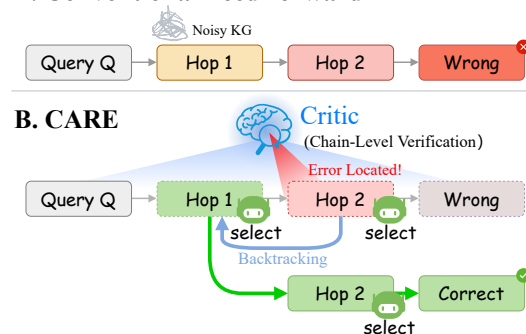 Noisy KG
Query Q
Hop 1
Hop 2
Wrong
B. CARE
Critic
(Chain-Level Verification)
Error Located!
Query Q
Hop 1
Hop 2
Wrong
select
select
Backtracking
Hop 2
Correct
select